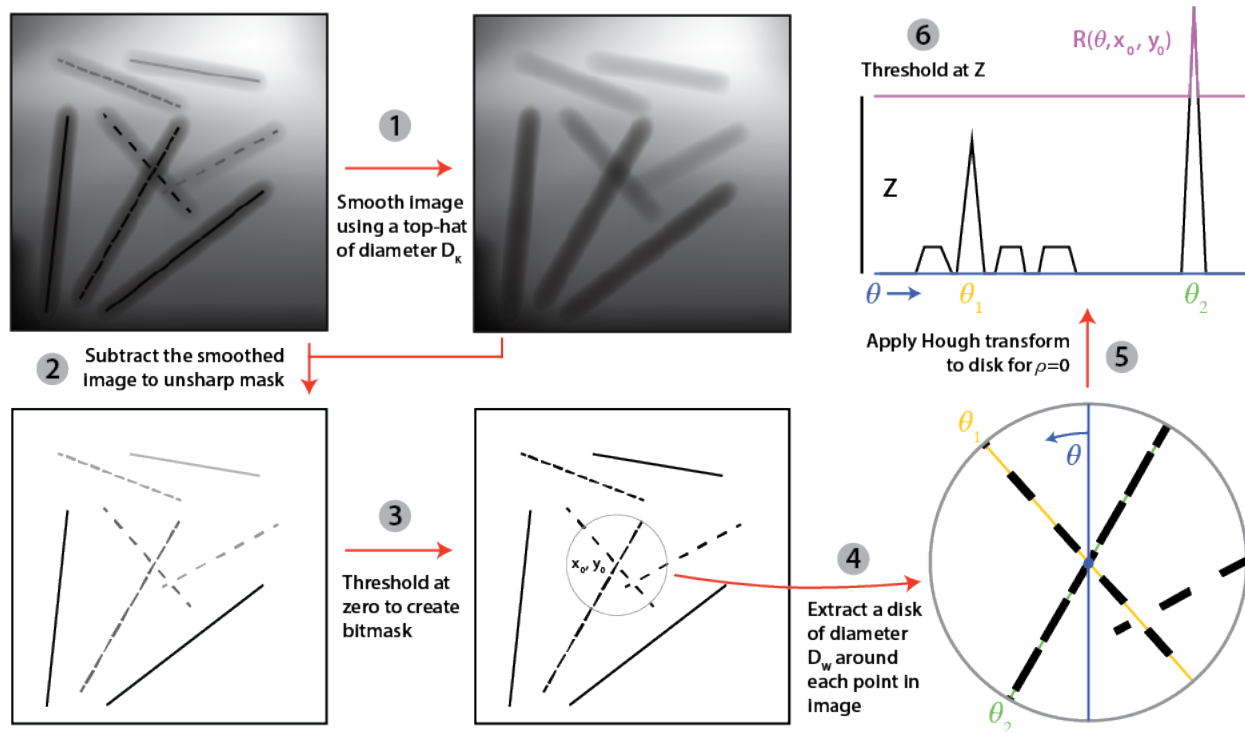 1
Smooth image
using a top-hat
of diameter Dₖ
2
Subtract the smoothed
image to unsharp mask
3
Threshold at
zero to create
bitmask
x₀, y₀
4
Extract a disk
of diameter
D_W around
each point in
image
θ₁
θ
θ₂
5
Apply Hough transform
to disk for ρ=0
6
Threshold at Z
R(θ, x₀, y₀)
Z
θ
θ₁
θ₂